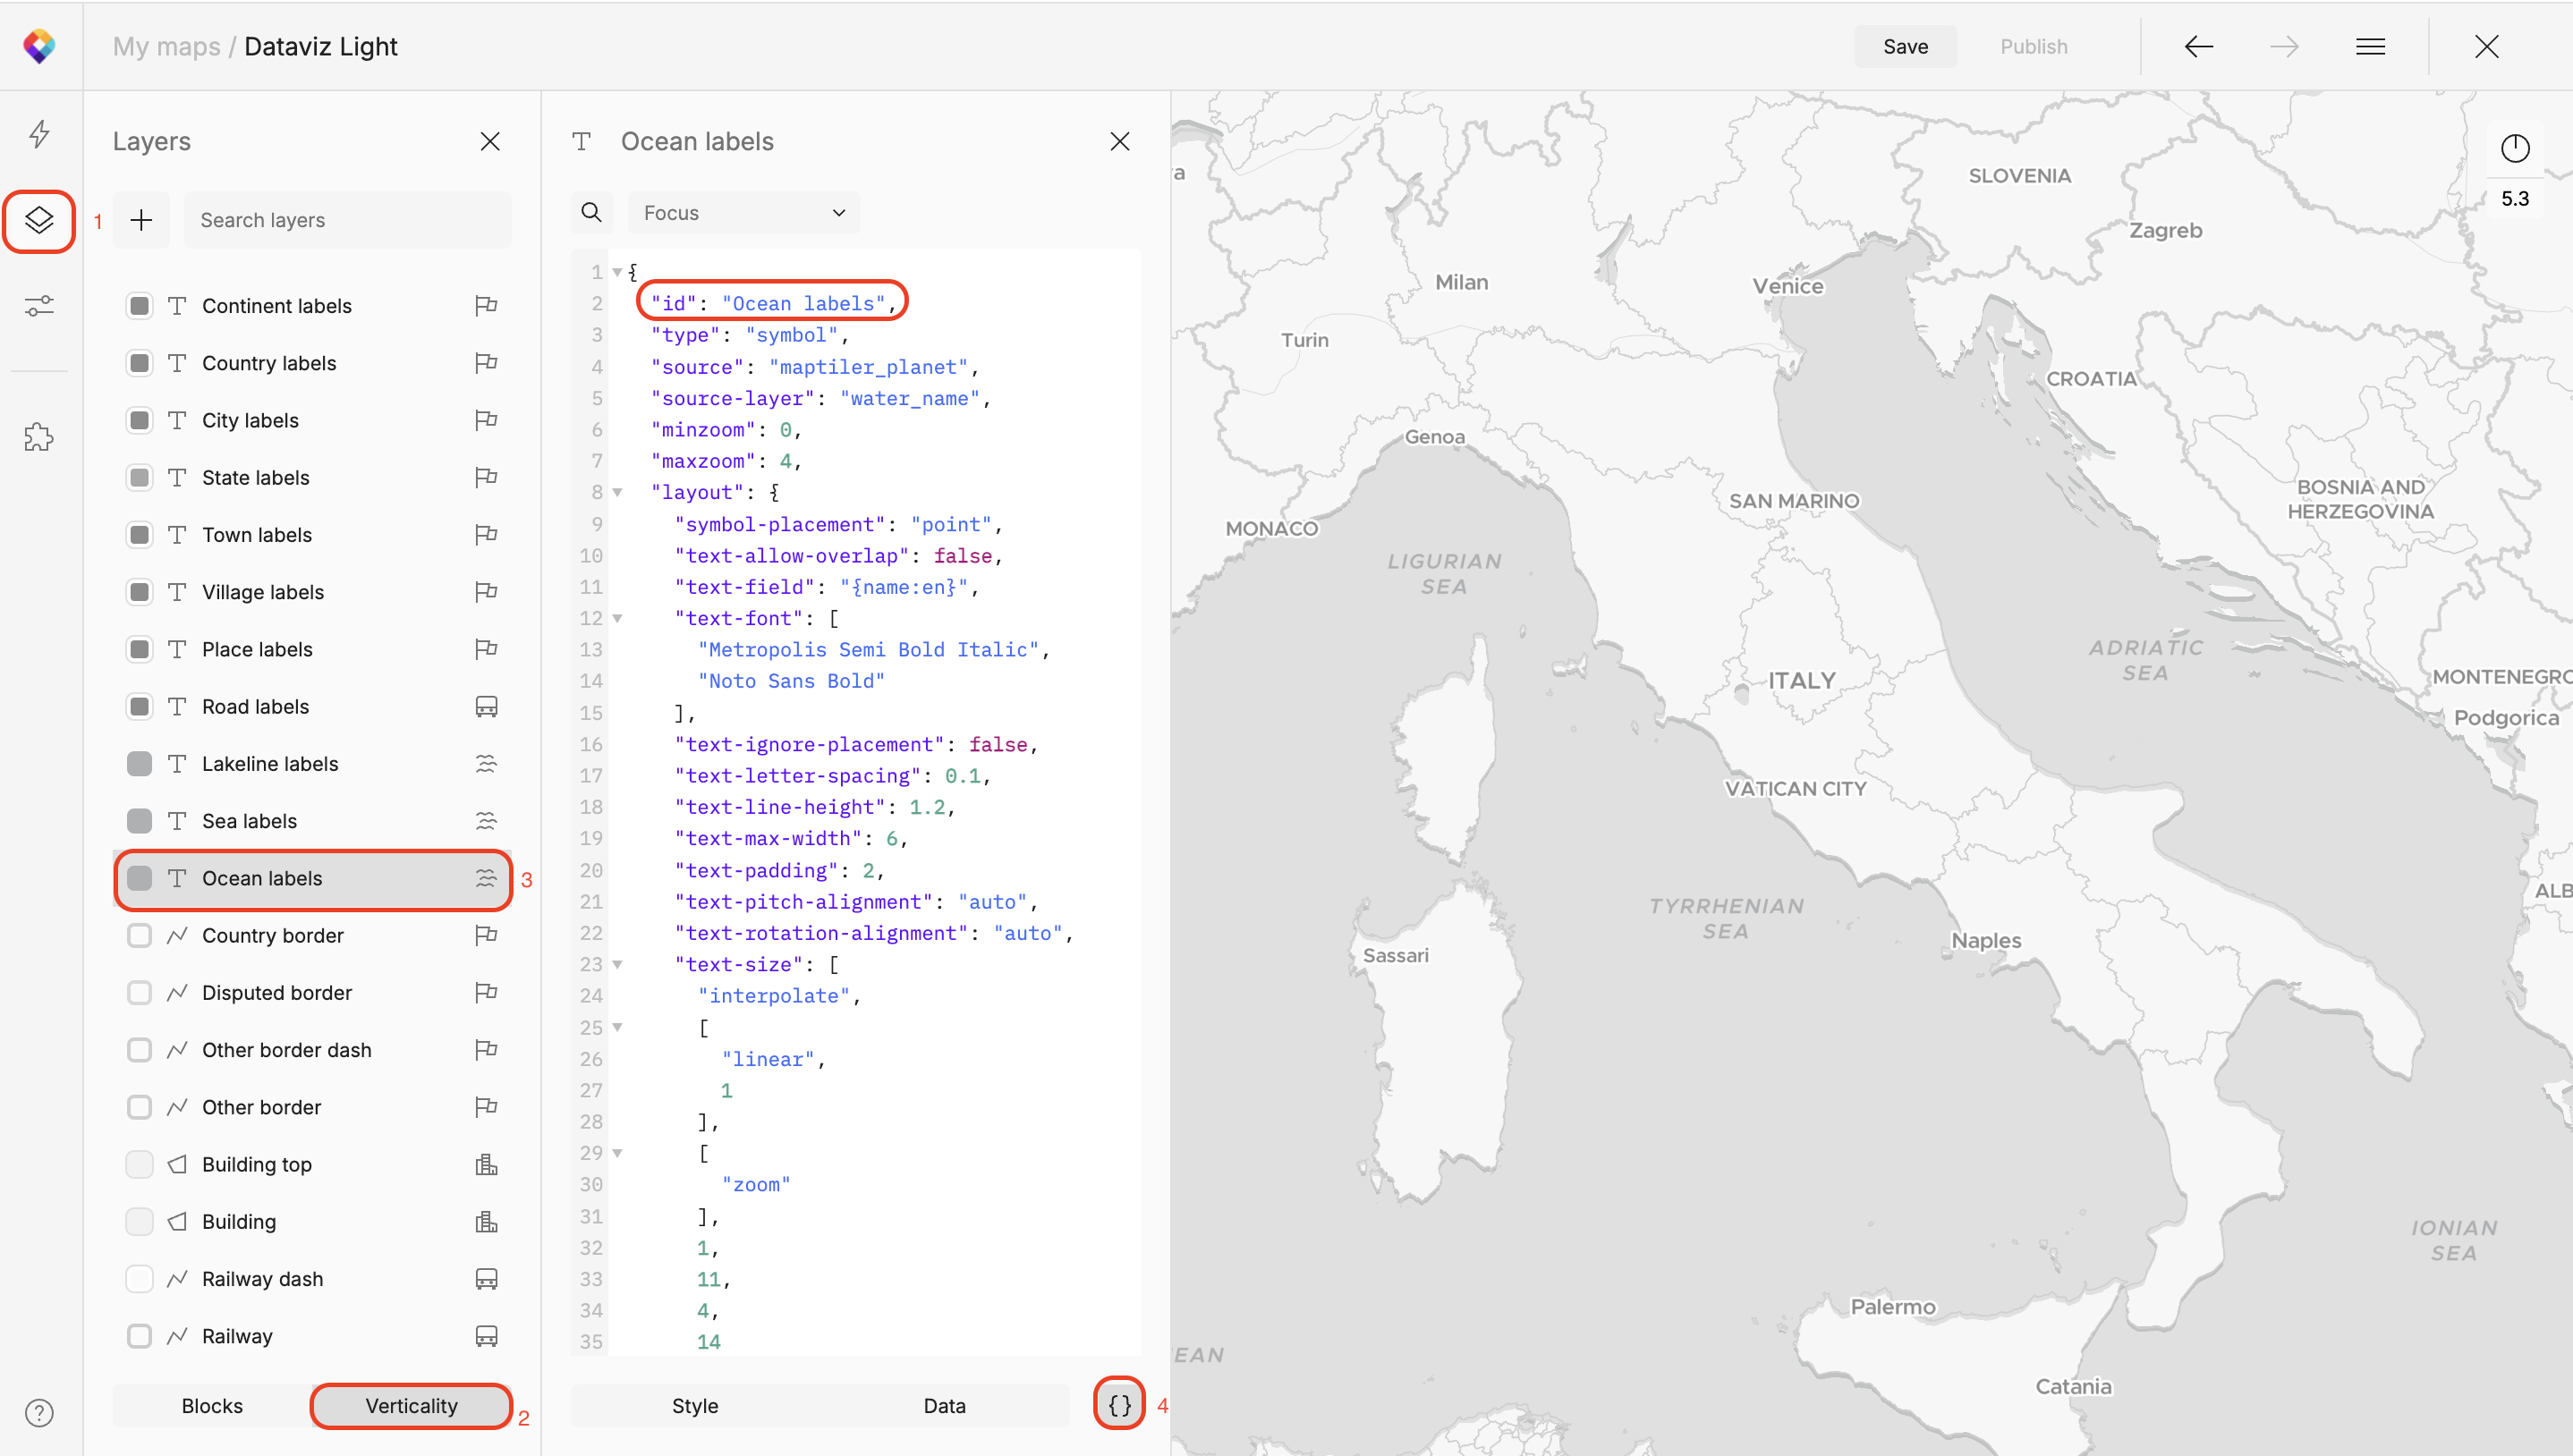 My maps / Dataviz Light
Save
Publish
Layers
1
Search layers
Continent labels
Country labels
City labels
State labels
Town labels
Village labels
Place labels
Road labels
Lakeline labels
Sea labels
Ocean labels
3
Country border
Disputed border
Other border dash
Other border
Building top
Building
Railway dash
Railway
Blocks
Verticality
2
Ocean labels
Focus
1 {
2 "id": "Ocean labels",
3 "type": "symbol",
4 "source": "maptiler_planet",
5 "source-layer": "water_name",
6 "minzoom": 0,
7 "maxzoom": 4,
8 "layout": {
9 "symbol-placement": "point",
10 "text-allow-overlap": false,
11 "text-field": "{name:en}",
12 "text-font": [
13 "Metropolis Semi Bold Italic",
14 "Noto Sans Bold"
15 ],
16 "text-ignore-placement": false,
17 "text-letter-spacing": 0.1,
18 "text-line-height": 1.2,
19 "text-max-width": 6,
20 "text-padding": 2,
21 "text-pitch-alignment": "auto",
22 "text-rotation-alignment": "auto",
23 "text-size": [
24 "interpolate",
25 [
26 "linear",
27 1
28 ],
29 [
30 "zoom"
31 ],
32 1,
33 11,
34 4,
35 14
Style
Data
{}
4
5.3
a
SLOVENIA
Zagreb
Milan
Venice
Turin
CROATIA
Genoa
BOSNIA AND
HERZEGOVINA
SAN MARINO
MONACO
LIGURIAN
SEA
ADRIATIC
SEA
ITALY
MONTENEGRO
Podgorica
VATICAN CITY
ALB
TYRRHENIAN
SEA
Naples
Sassari
IONIAN
SEA
Palermo
EAN
Catania
?